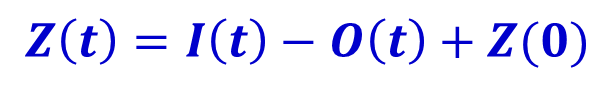 Z(t) = I(t) − O(t) + Z(0)